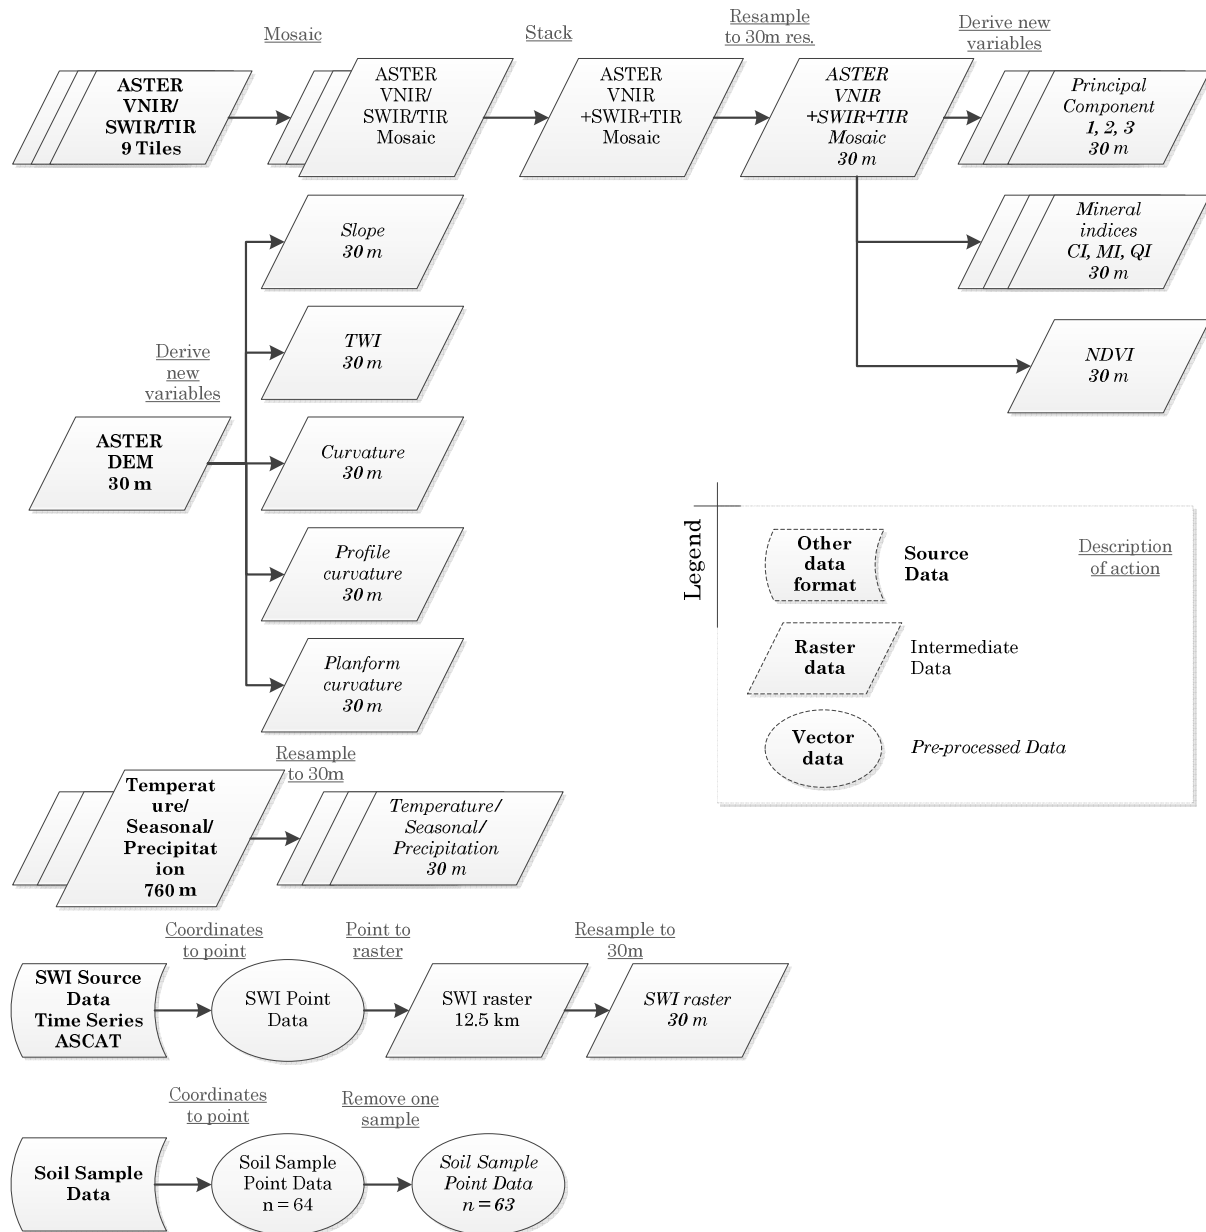 Mosaic
Stack
Resample
to 30m res.
Derive new
variables
ASTER
VNIR/
SWIR/TIR
9 Tiles
ASTER
VNIR/
SWIR/TIR
Mosaic
ASTER
VNIR
+SWIR+TIR
Mosaic
ASTER
VNIR
+SWIR+TIR
Mosaic
30 m
Principal
Component
1, 2, 3
30 m
Mineral
indices
CI, MI, QI
30 m
NDVI
30 m
Derive
new
variables
ASTER
DEM
30 m
Slope
30 m
TWI
30 m
Curvature
30 m
Profile
curvature
30 m
Planform
curvature
30 m
Legend
Other
data
format
Source
Data
Description
of action
Raster
data
Intermediate
Data
Vector
data
Pre-processed Data
Resample
to 30m
Temperat
ure/
Seasonal/
Precipitat
ion
760 m
Temperature/
Seasonal/
Precipitation
30 m
Coordinates
to point
Point to
raster
Resample to
30m
SWI Source
Data
Time Series
ASCAT
SWI Point
Data
SWI raster
12.5 km
SWI raster
30 m
Coordinates
to point
Remove one
sample
Soil Sample
Data
Soil Sample
Point Data
n = 64
Soil Sample
Point Data
n = 63